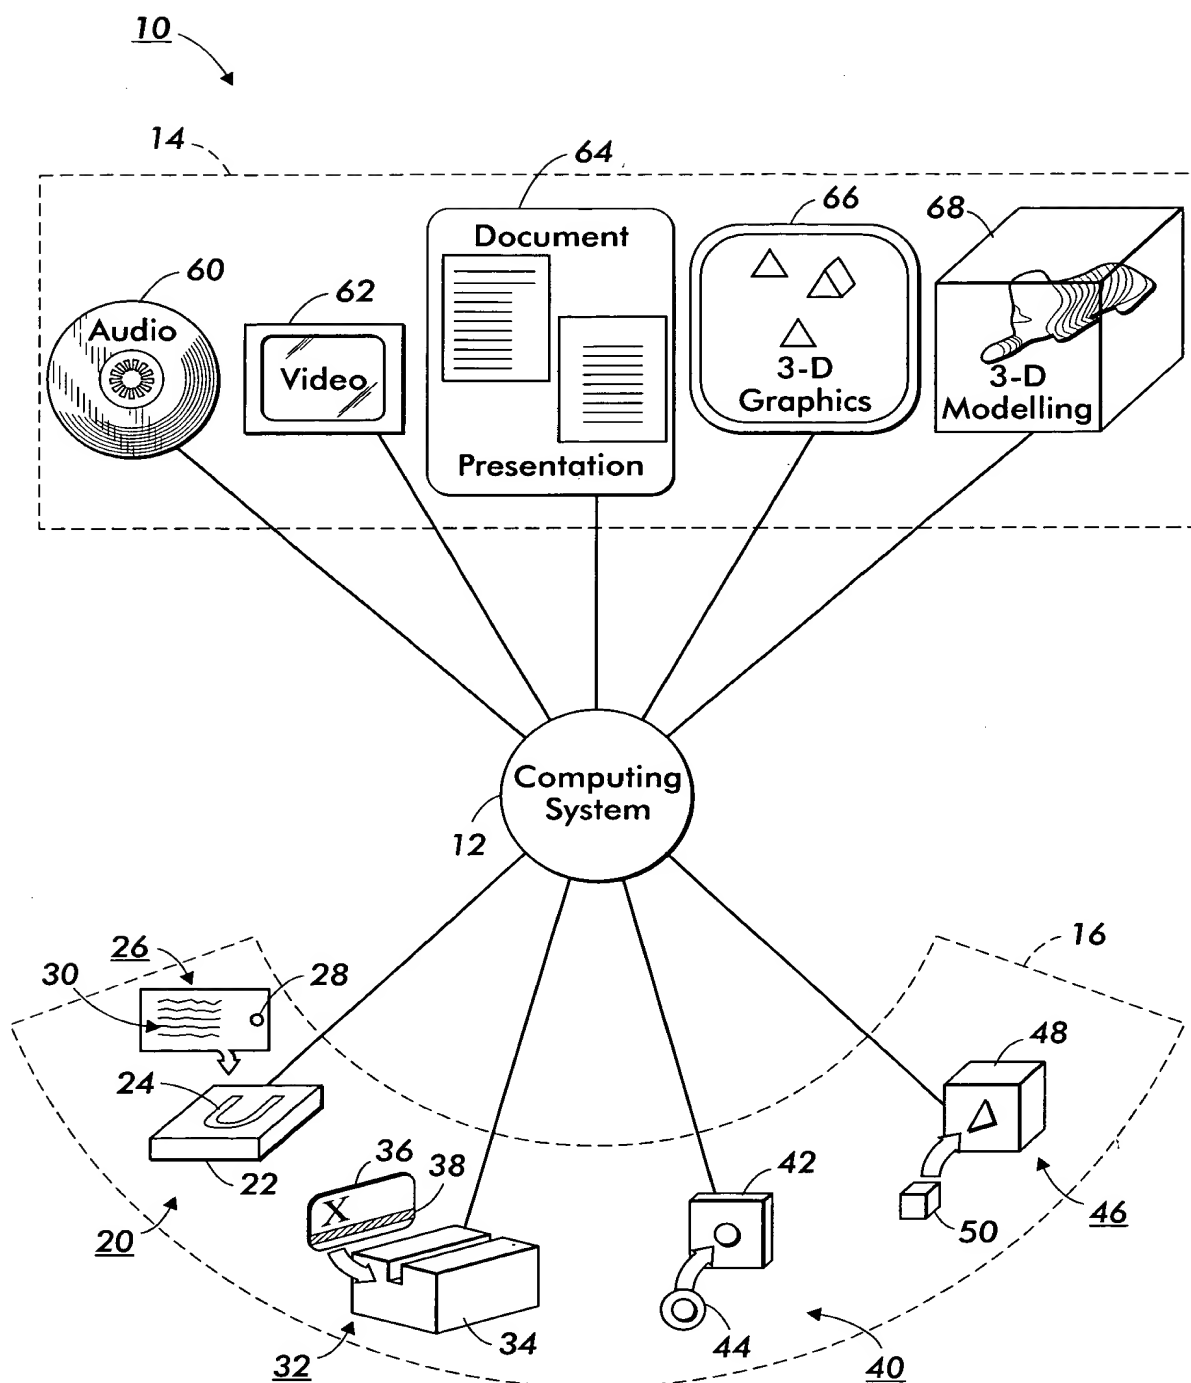 10
14
64
66
68
60
62
Document
Audio
Video
3-D
Graphics
3-D
Modelling
Presentation
Computing
System
12
16
26
30
28
48
24
22
36
38
42
X
20
50
46
32
34
44
40